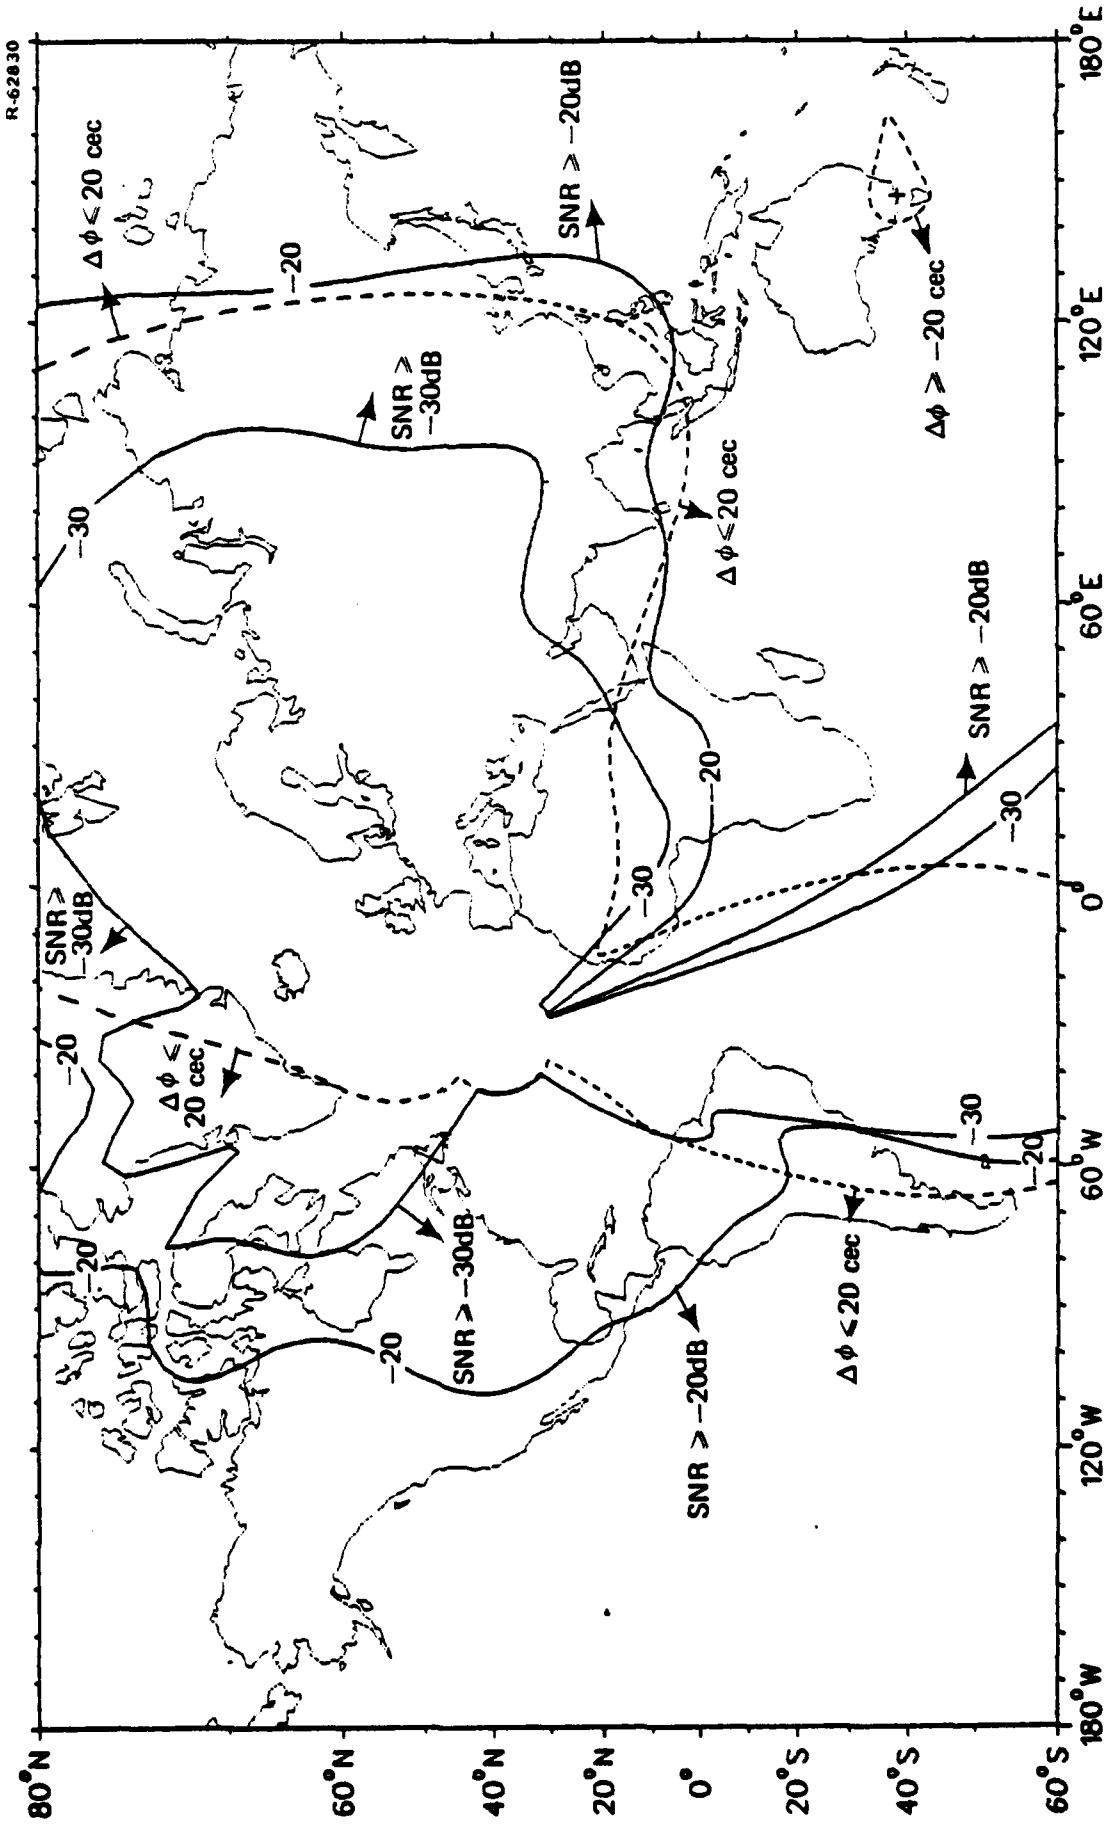 R-62830
80°N
60°N
40°N
20°N
0°
20°S
40°S
60°S
180°W
120°W
60°W
0°
60°E
120°E
180°E
-20
-20
SNR ≥
-30dB
Δϕ ≤
20 cec
-30
Δϕ ≤ 20 cec
-20
SNR ≥ -30dB
-20
SNR ≥
-30dB
SNR ≥ -20dB
SNR ≥ -20dB
-30
20
Δϕ ≤ 20 cec
Δϕ < 20 cec
-30
-20
-30
SNR ≥ -20dB
Δϕ ≥ -20 cec
+